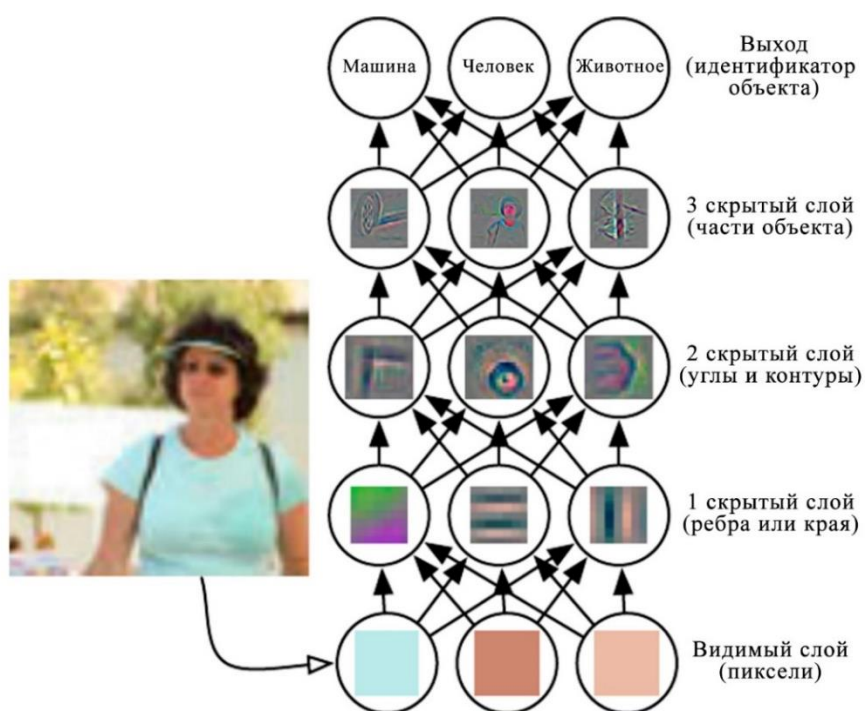 Машина
Человек
Животное
Выход
(идентификатор
объекта)
3 скрытый слой
(части объекта)
2 скрытый слой
(углы и контуры)
1 скрытый слой
(ребра или края)
Видимый слой
(пиксели)